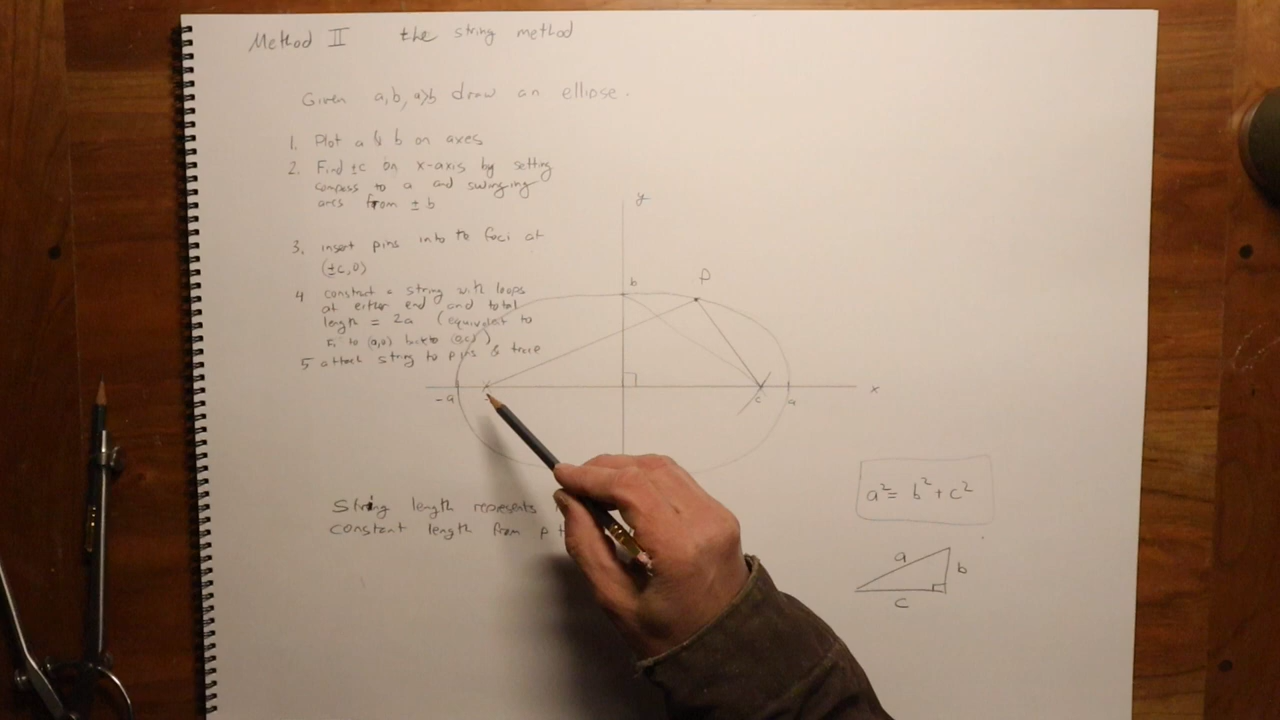 Method II the string method
Given a,b, a>b draw an ellipse.
1. Plot a & b on axes
2. Find ±c on x-axis by setting
compass to a and swinging
arcs from ± b
3. insert pins into the foci at
(±c,0)
4 construct a string with loops
at either end and total
length = 2a (equivalent to
F₁ to (a,0) back to (0,c))
5 attach string to pins & trace
y
b
P
-a
c
a
x
String length represents
constant length from p
a² = b² + c²
a
b
c